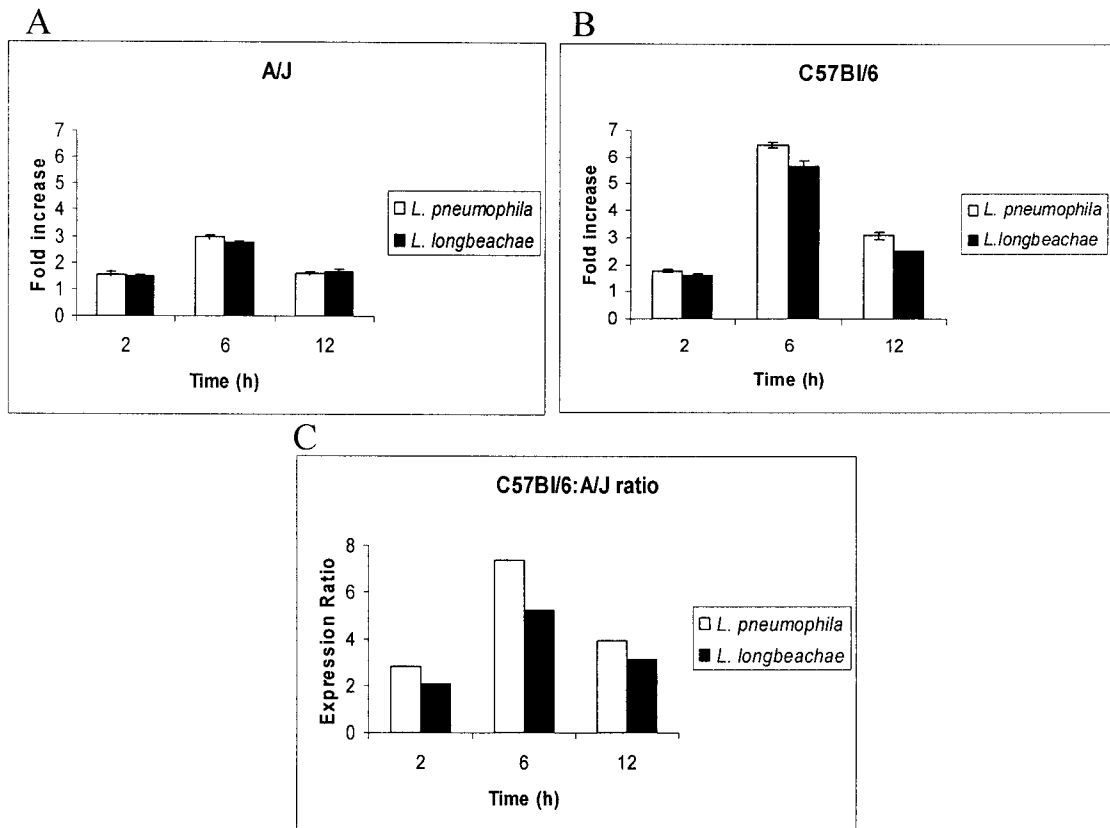 A
A/J
Fold increase
7
6
5
4
3
2
1
0
2 6 12
Time (h)
L. pneumophila
L. longbeachae
B
C57Bl/6
Fold increase
7
6
5
4
3
2
1
0
2 6 12
Time (h)
L. pneumophila
L.longbeachae
C
C57Bl/6:A/J ratio
Expression Ratio
8
6
4
2
0
2 6 12
Time (h)
L. pneumophila
L. longbeachae